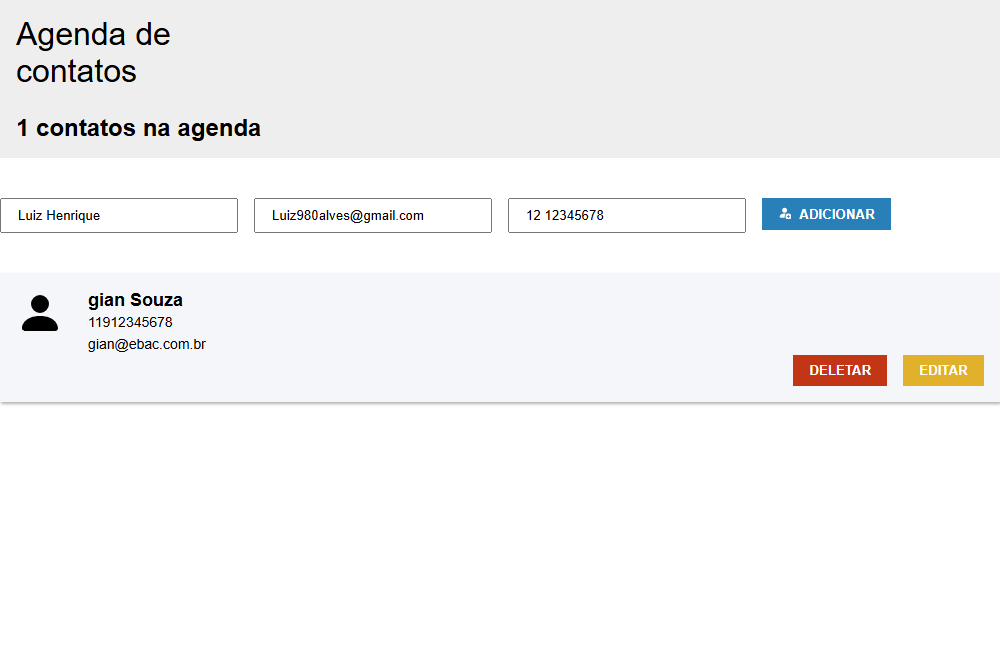 Agenda de
contatos
1 contatos na agenda
Luiz Henrique
Luiz980alves@gmail.com
12 12345678
ADICIONAR
gian Souza
11912345678
gian@ebac.com.br
DELETAR
EDITAR